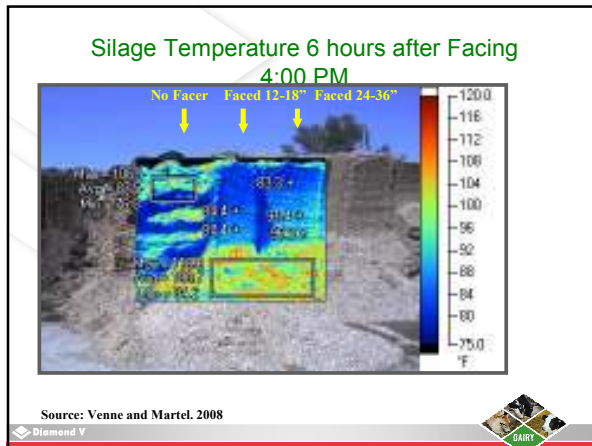 Silage Temperature 6 hours after Facing
4:00 PM
No Facer Faced 12-18” Faced 24-36”
120.0
116
112
108
104
100
96
92
88
84
80
75.0
°F
Source: Venne and Martel. 2008
Diamond V
DAIRY